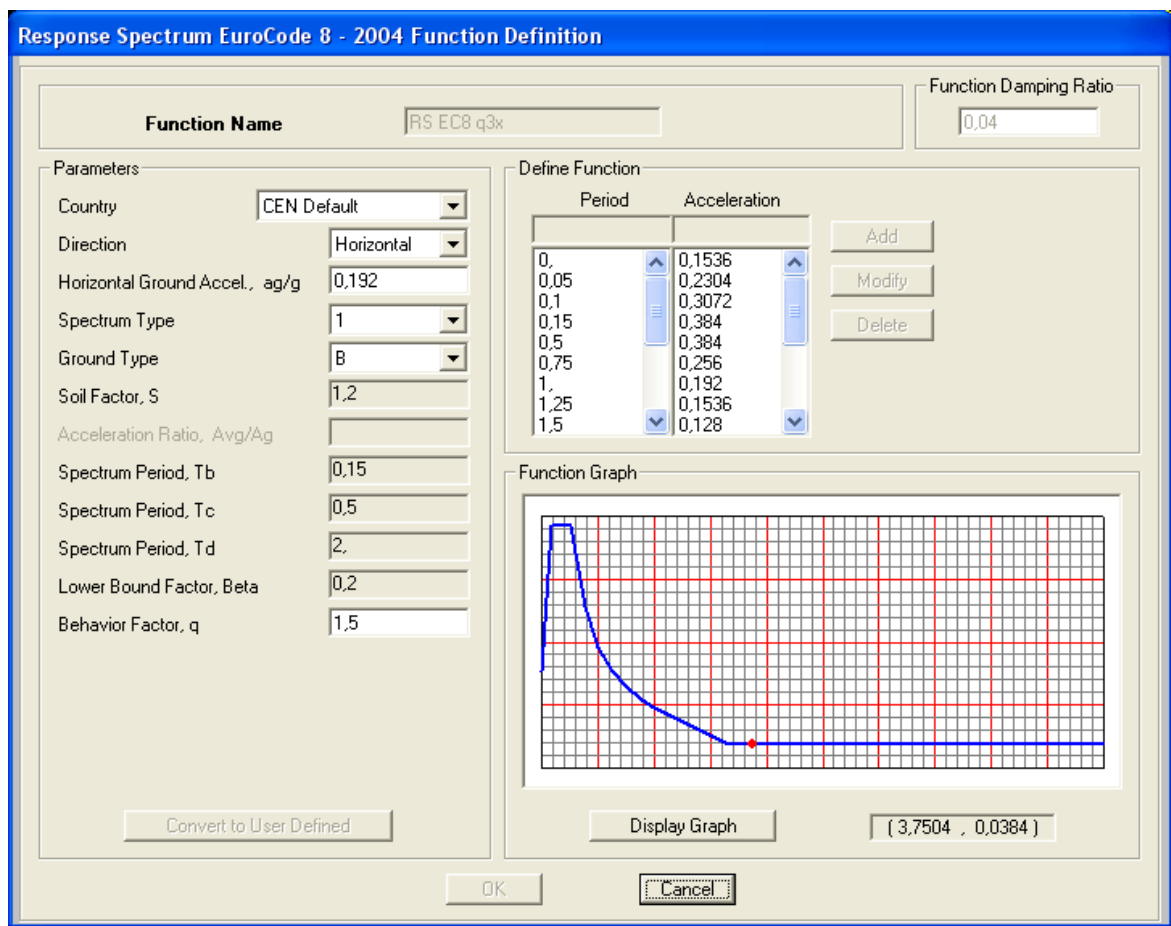 Response Spectrum EuroCode 8 - 2004 Function Definition
Function Name
RS EC8 q3x
Function Damping Ratio
0,04
Parameters
Country
CEN Default
Direction
Horizontal
Horizontal Ground Accel., ag/g
0,192
Spectrum Type
1
Ground Type
B
Soil Factor, S
1,2
Acceleration Ratio, Avg/Ag
Spectrum Period, Tb
0,15
Spectrum Period, Tc
0,5
Spectrum Period, Td
2,
Lower Bound Factor, Beta
0,2
Behavior Factor, q
1,5
Convert to User Defined
Define Function
Period Acceleration
0, 0,1536
0,05 0,2304
0,1 0,3072
0,15 0,384
0,5 0,384
0,75 0,256
1, 0,192
1,25 0,1536
1,5 0,128
Add
Modify
Delete
Function Graph
Display Graph
( 3,7504 , 0,0384 )
OK
Cancel